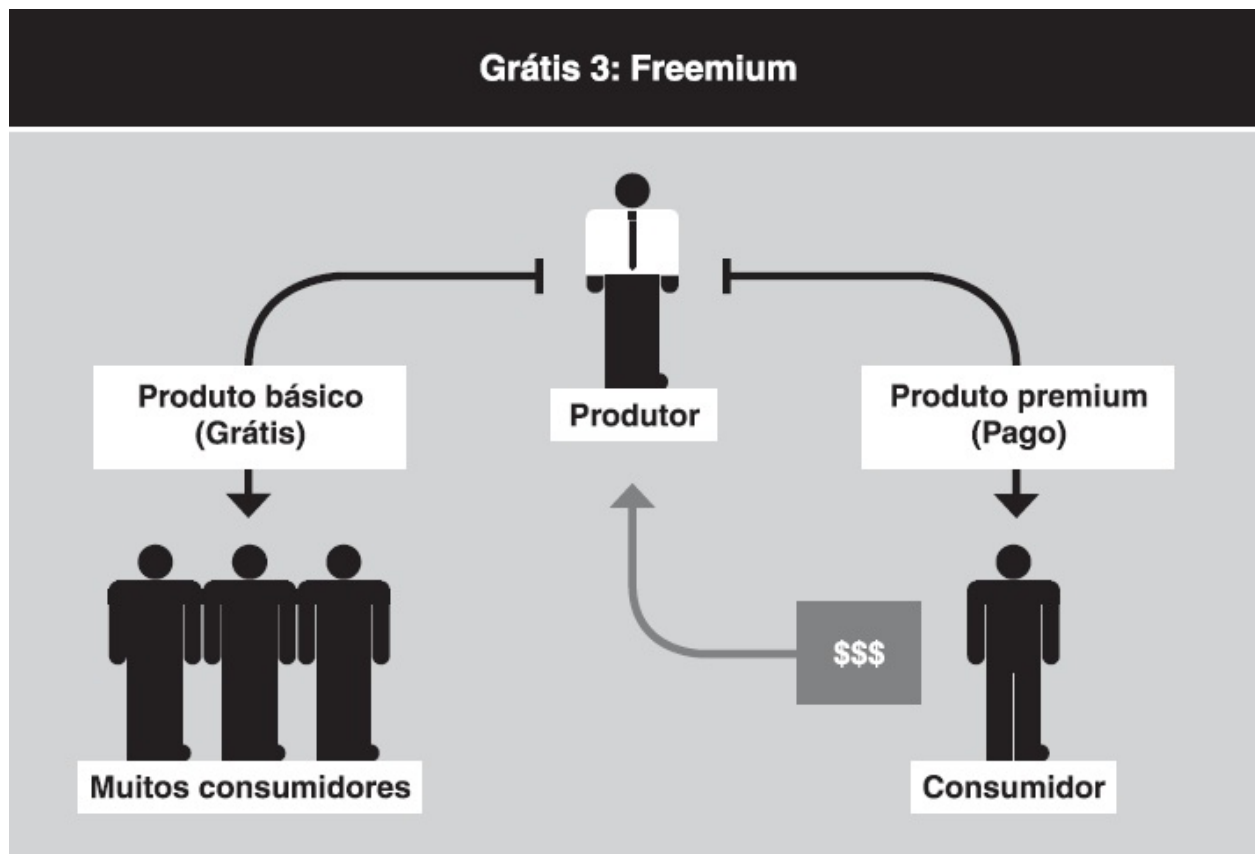 Grátis 3: Freemium
Produto básico
(Grátis)
Produtor
Produto premium
(Pago)
$$$
Muitos consumidores
Consumidor